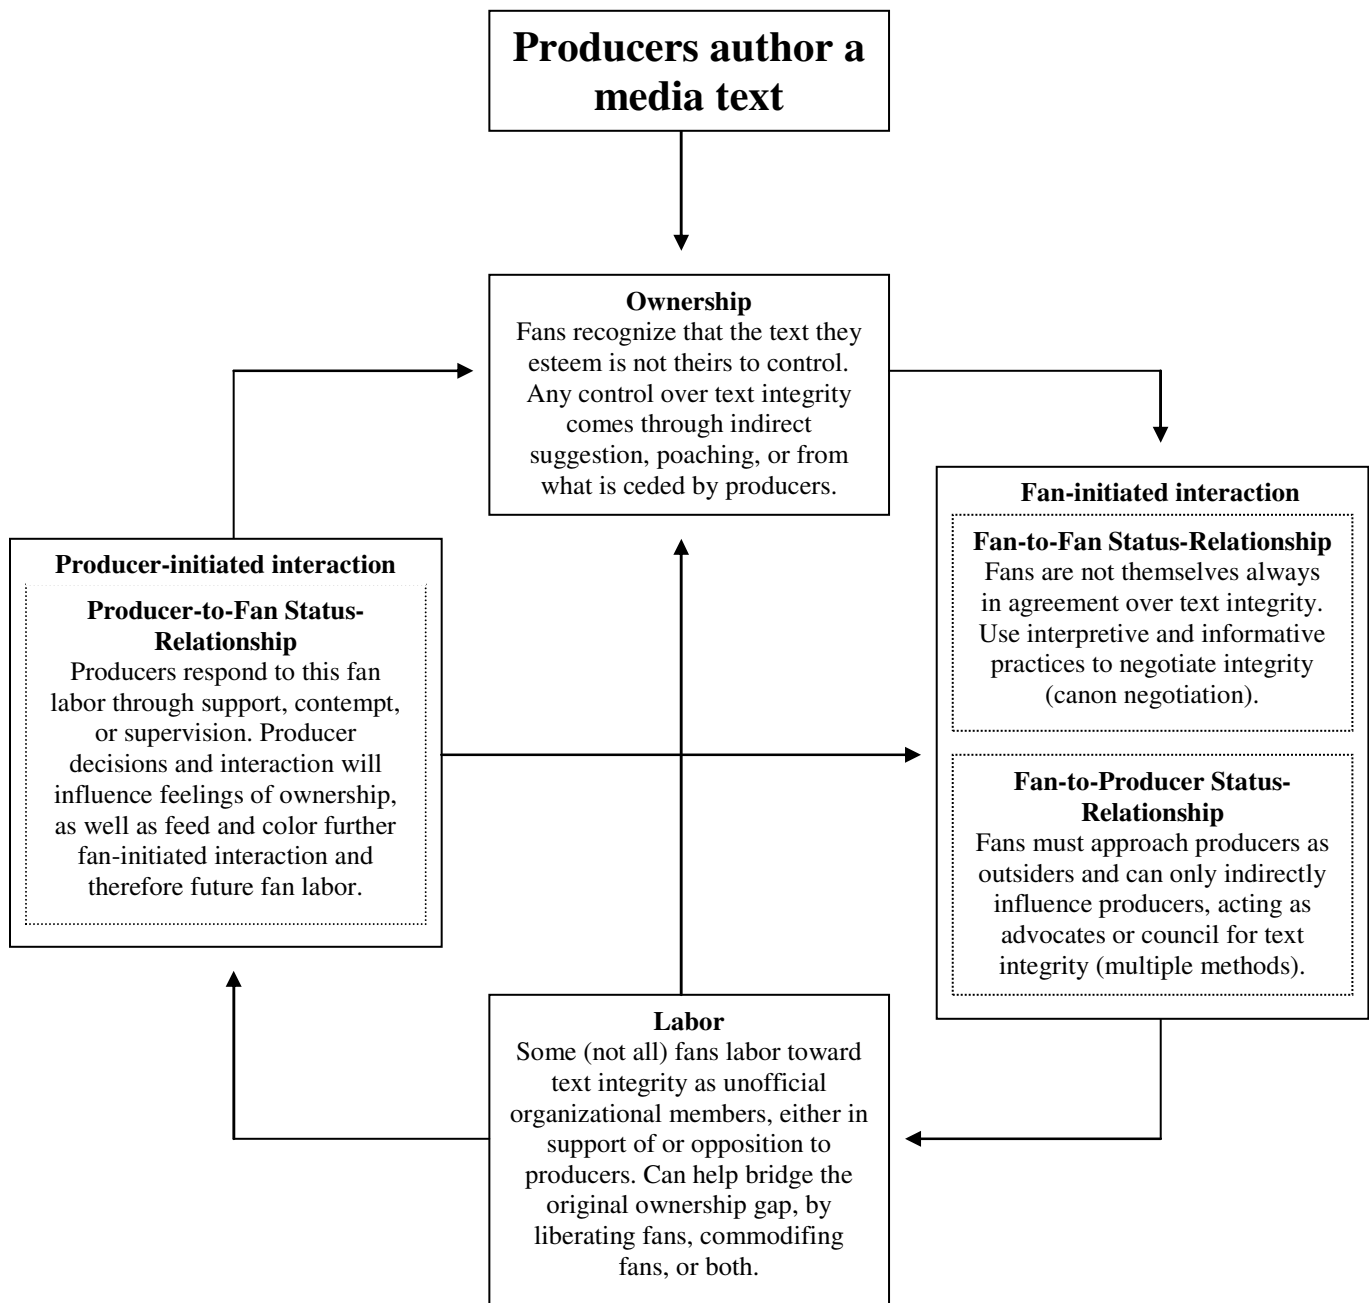 Producers author a
media text
Ownership
Fans recognize that the text they
esteem is not theirs to control.
Any control over text integrity
comes through indirect
suggestion, poaching, or from
what is ceded by producers.
Fan-initiated interaction
Fan-to-Fan Status-Relationship
Fans are not themselves always
in agreement over text integrity.
Use interpretive and informative
practices to negotiate integrity
(canon negotiation).
Fan-to-Producer Status-
Relationship
Fans must approach producers as
outsiders and can only indirectly
influence producers, acting as
advocates or council for text
integrity (multiple methods).
Producer-initiated interaction
Producer-to-Fan Status-
Relationship
Producers respond to this fan
labor through support, contempt,
or supervision. Producer
decisions and interaction will
influence feelings of ownership,
as well as feed and color further
fan-initiated interaction and
therefore future fan labor.
Labor
Some (not all) fans labor toward
text integrity as unofficial
organizational members, either in
support of or opposition to
producers. Can help bridge the
original ownership gap, by
liberating fans, commodifing
fans, or both.